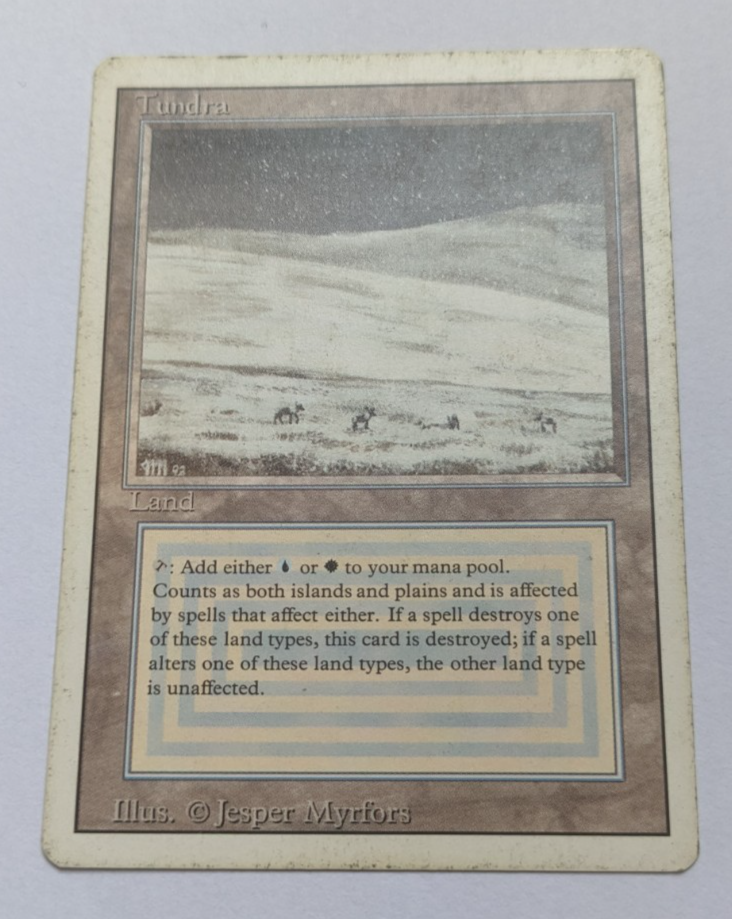 Tundra
JM 93
Land
: Add either or to your mana pool.
Counts as both islands and plains and is affected
by spells that affect either. If a spell destroys one
of these land types, this card is destroyed; if a spell
alters one of these land types, the other land type
is unaffected.
Illus. © Jesper Myrfors